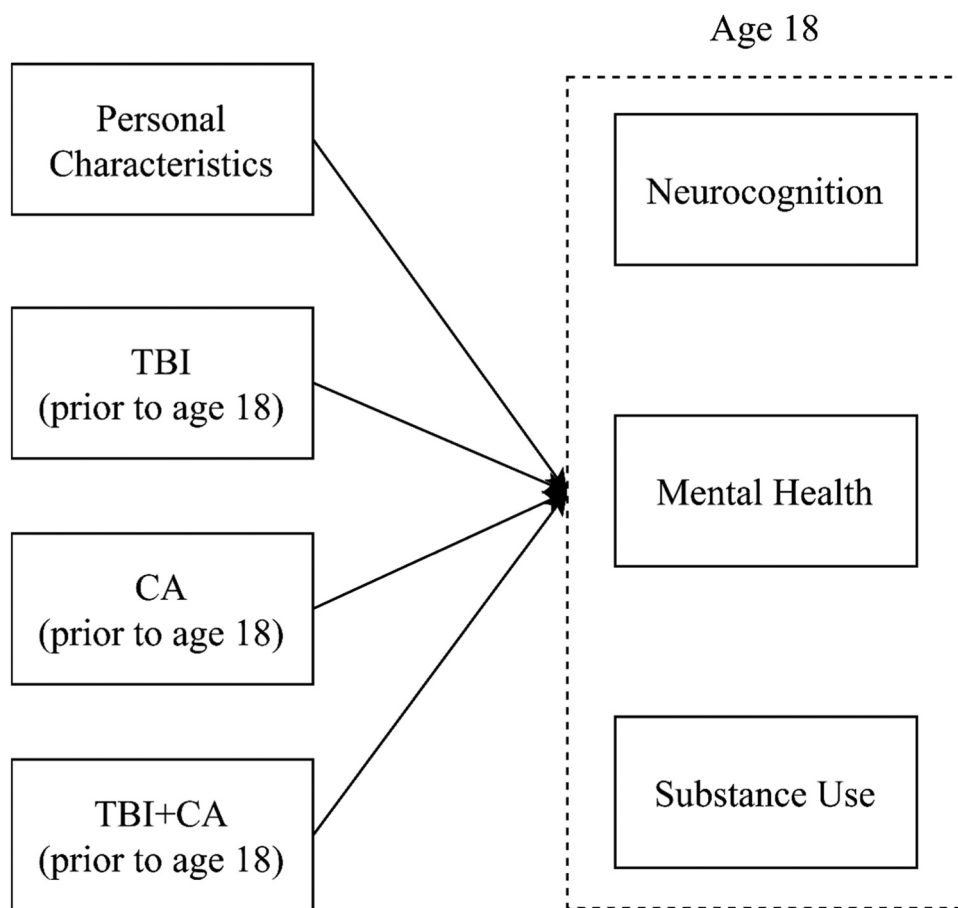 Age 18
Personal
Characteristics
TBI
(prior to age 18)
CA
(prior to age 18)
TBI+CA
(prior to age 18)
Neurocognition
Mental Health
Substance Use